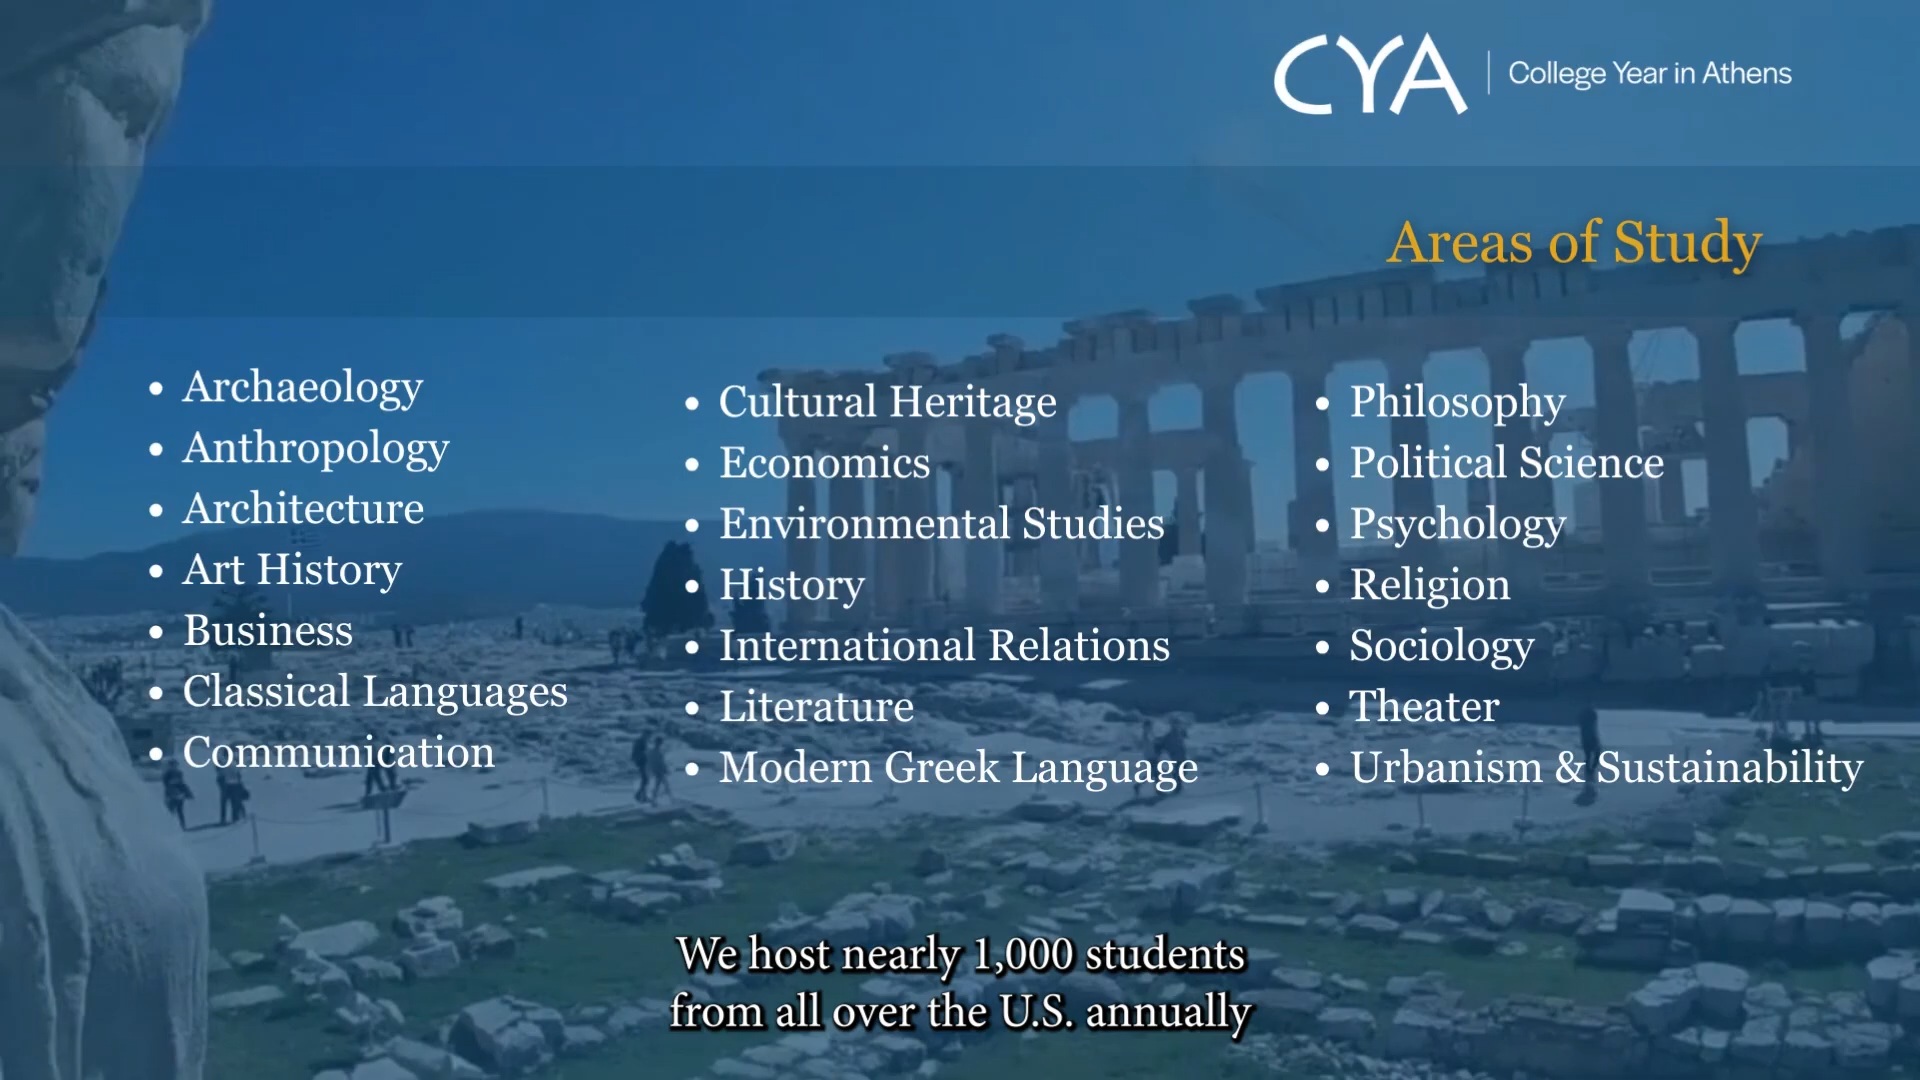 CYA
College Year in Athens
Areas of Study
• Archaeology
• Anthropology
• Architecture
• Art History
• Business
• Classical Languages
• Communication
• Cultural Heritage
• Economics
• Environmental Studies
• History
• International Relations
• Literature
• Modern Greek Language
• Philosophy
• Political Science
• Psychology
• Religion
• Sociology
• Theater
• Urbanism & Sustainability
We host nearly 1,000 students
from all over the U.S. annually